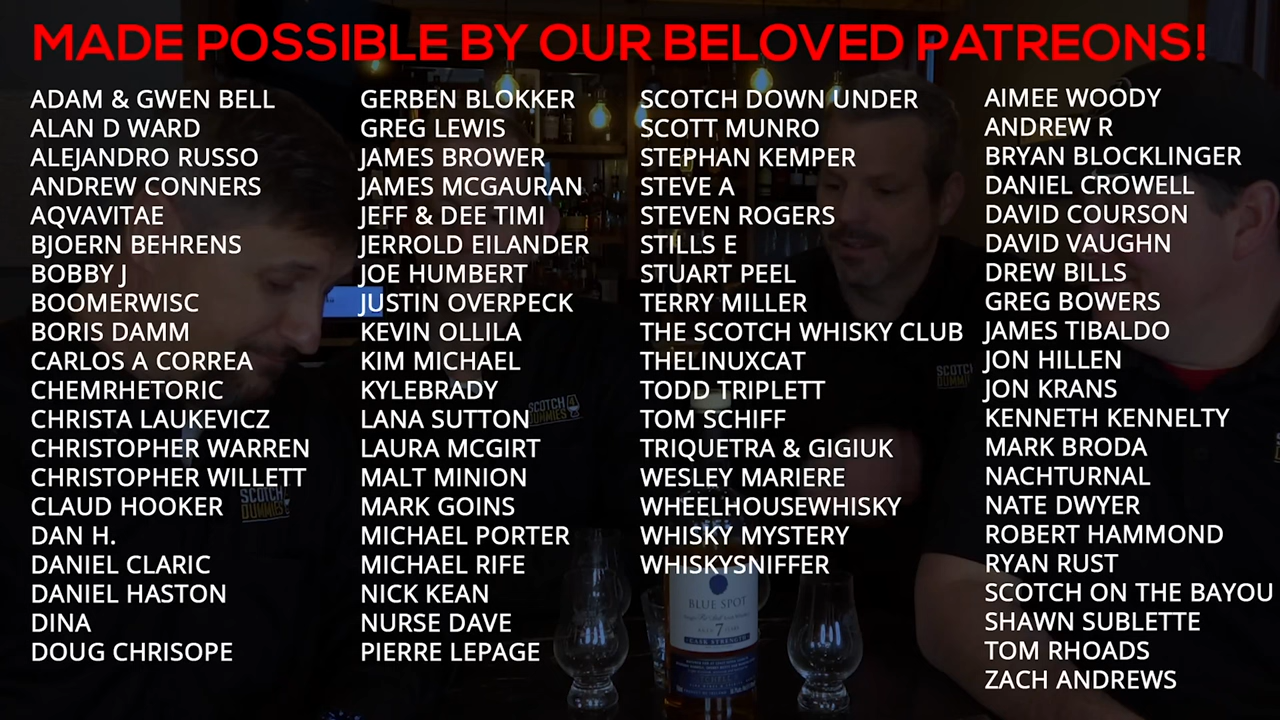 MADE POSSIBLE BY OUR BELOVED PATREONS!
ADAM & GWEN BELL
ALAN D WARD
ALEJANDRO RUSSO
ANDREW CONNERS
AQVAVITAE
BJOERN BEHRENS
BOBBY J
BOOMERWISC
BORIS DAMM
CARLOS A CORREA
CHEMRHETORIC
CHRISTA LAUKEVICZ
CHRISTOPHER WARREN
CHRISTOPHER WILLETT
CLAUD HOOKER
DAN H.
DANIEL CLARIC
DANIEL HASTON
DINA
DOUG CHRISOPE
GERBEN BLOKKER
GREG LEWIS
JAMES BROWER
JAMES MCGAURAN
JEFF & DEE TIMI
JERROLD EILANDER
JOE HUMBERT
JUSTIN OVERPECK
KEVIN OLLILA
KIM MICHAEL
KYLEBRADY
LANA SUTTON
LAURA MCGIRT
MALT MINION
MARK GOINS
MICHAEL PORTER
MICHAEL RIFE
NICK KEAN
NURSE DAVE
PIERRE LEPAGE
SCOTCH DOWN UNDER
SCOTT MUNRO
STEPHAN KEMPER
STEVE A
STEVEN ROGERS
STILLS E
STUART PEEL
TERRY MILLER
THE SCOTCH WHISKY CLUB
THELINUXCAT
TODD TRIPLETT
TOM SCHIFF
TRIQUETRA & GIGIUK
WESLEY MARIERE
WHEELHOUSEWHISKY
WHISKY MYSTERY
WHISKYSNIFFER
AIMEE WOODY
ANDREW R
BRYAN BLOCKLINGER
DANIEL CROWELL
DAVID COURSON
DAVID VAUGHN
DREW BILLS
GREG BOWERS
JAMES TIBALDO
JON HILLEN
JON KRANS
KENNETH KENNELTY
MARK BRODA
NACHTURNAL
NATE DWYER
ROBERT HAMMOND
RYAN RUST
SCOTCH ON THE BAYOU
SHAWN SUBLETTE
TOM RHOADS
ZACH ANDREWS
SCOTCH
DUMMIES
SCOTCH 4
DUMMIES
SCOTCH
BLUE SPOT
7
CASK STRENGTH